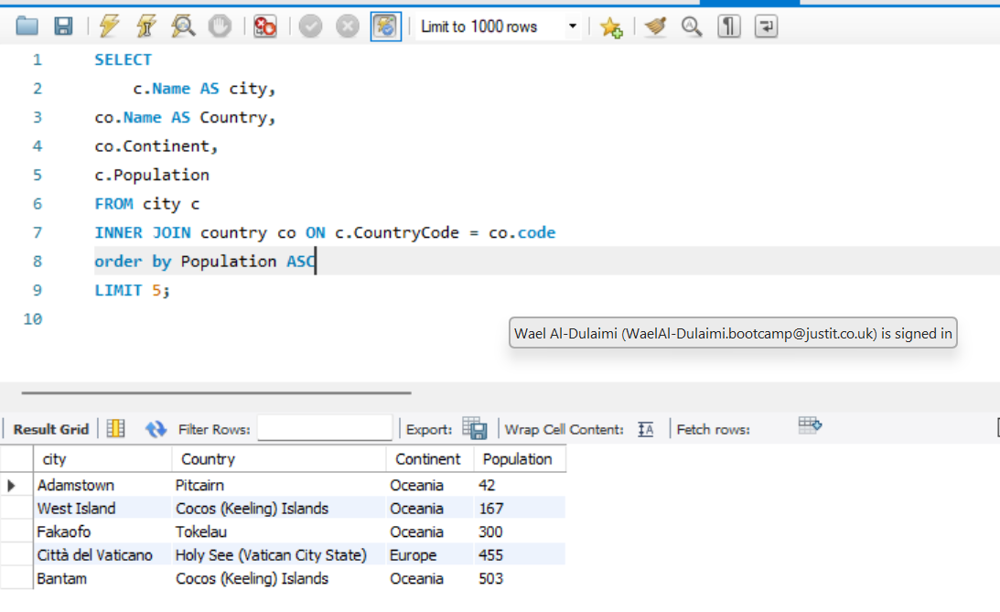 Limit to 1000 rows
1 SELECT
2 c.Name AS city,
3 co.Name AS Country,
4 co.Continent,
5 c.Population
6 FROM city c
7 INNER JOIN country co ON c.CountryCode = co.code
8 order by Population ASC
9 LIMIT 5;
10
Wael Al-Dulaimi (WaelAl-Dulaimi.bootcamp@justit.co.uk) is signed in
Result Grid Filter Rows: Export: Wrap Cell Content: Fetch rows:
city Country Continent Population
Adamstown Pitcairn Oceania 42
West Island Cocos (Keeling) Islands Oceania 167
Fakaofo Tokelau Oceania 300
Città del Vaticano Holy See (Vatican City State) Europe 455
Bantam Cocos (Keeling) Islands Oceania 503